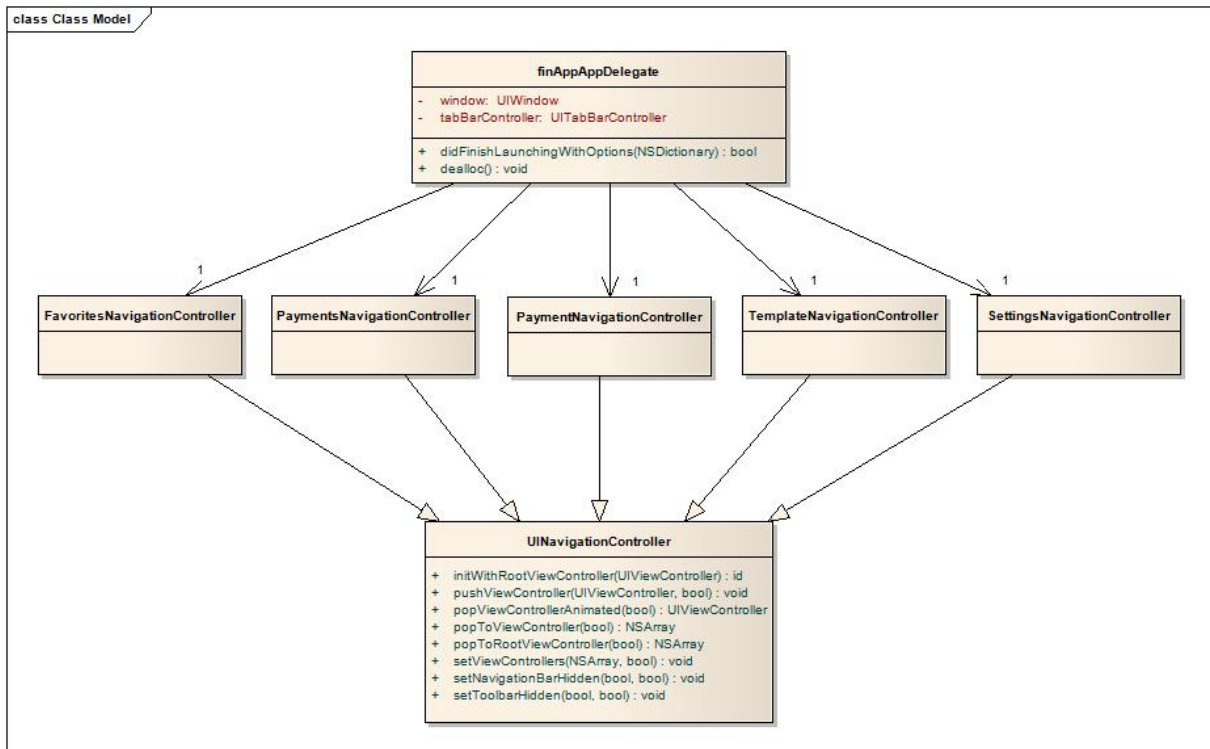 class Class Model
finAppAppDelegate
- window: UIWindow
- tabBarController: UITabBarController
+ didFinishLaunchingWithOptions(NSDictionary) : bool
+ dealloc() : void
1 1 1 1 1
FavoritesNavigationController PaymentsNavigationController PaymentNavigationController TemplateNavigationController SettingsNavigationController
UINavigationController
+ initWithRootViewController(UIViewController) : id
+ pushViewController(UIViewController, bool) : void
+ popViewControllerAnimated(bool) : UIViewController
+ popToViewController(bool) : NSArray
+ popToRootViewController(bool) : NSArray
+ setViewControllers(NSArray, bool) : void
+ setNavigationBarHidden(bool, bool) : void
+ setToolbarHidden(bool, bool) : void